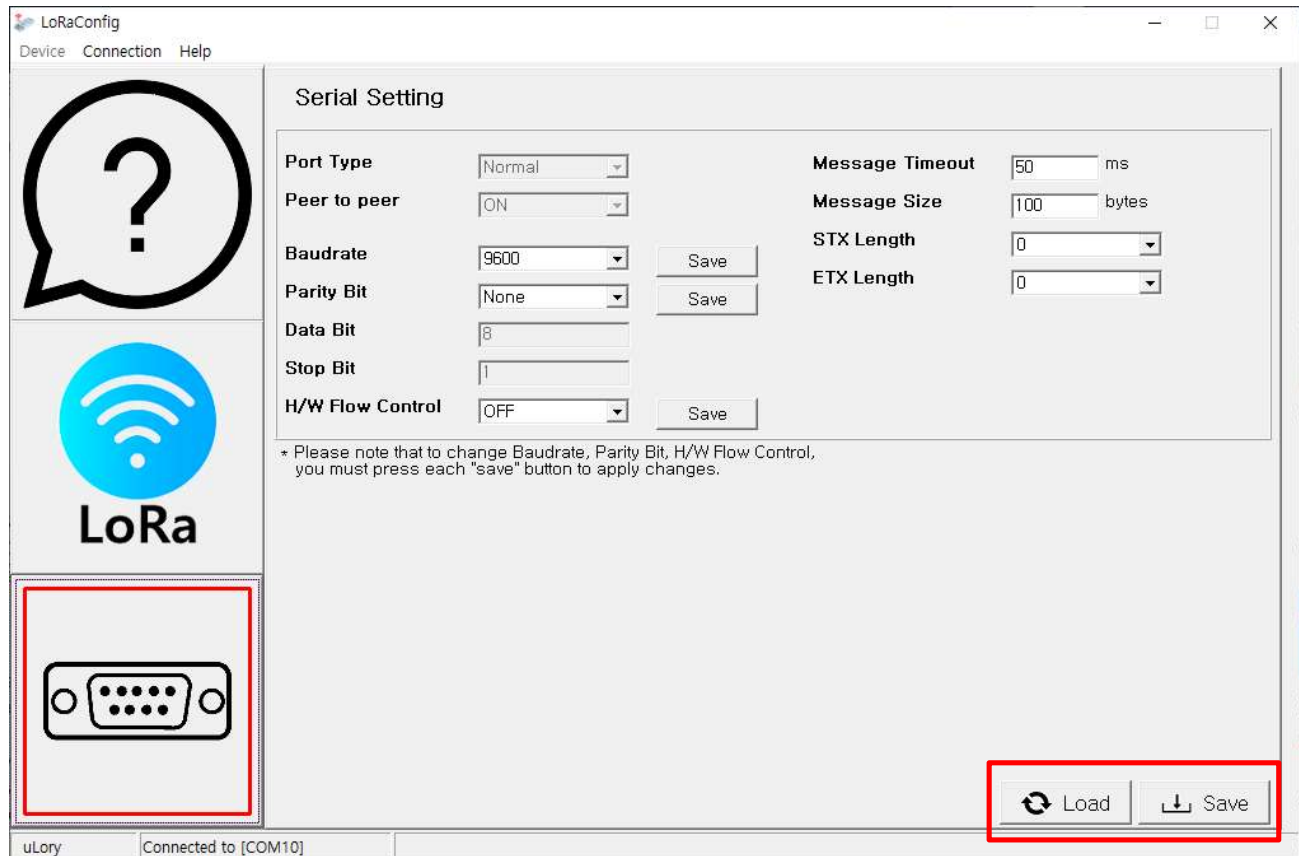 LoRaConfig
Device Connection Help
?
Serial Setting
Port Type Normal
Peer to peer ON
Baudrate 9600 Save
Parity Bit None Save
Data Bit 8
Stop Bit 1
H/W Flow Control OFF Save
Message Timeout 50 ms
Message Size 100 bytes
STX Length 0
ETX Length 0
* Please note that to change Baudrate, Parity Bit, H/W Flow Control,
you must press each "save" button to apply changes.
LoRa
Load Save
uLory Connected to [COM10]